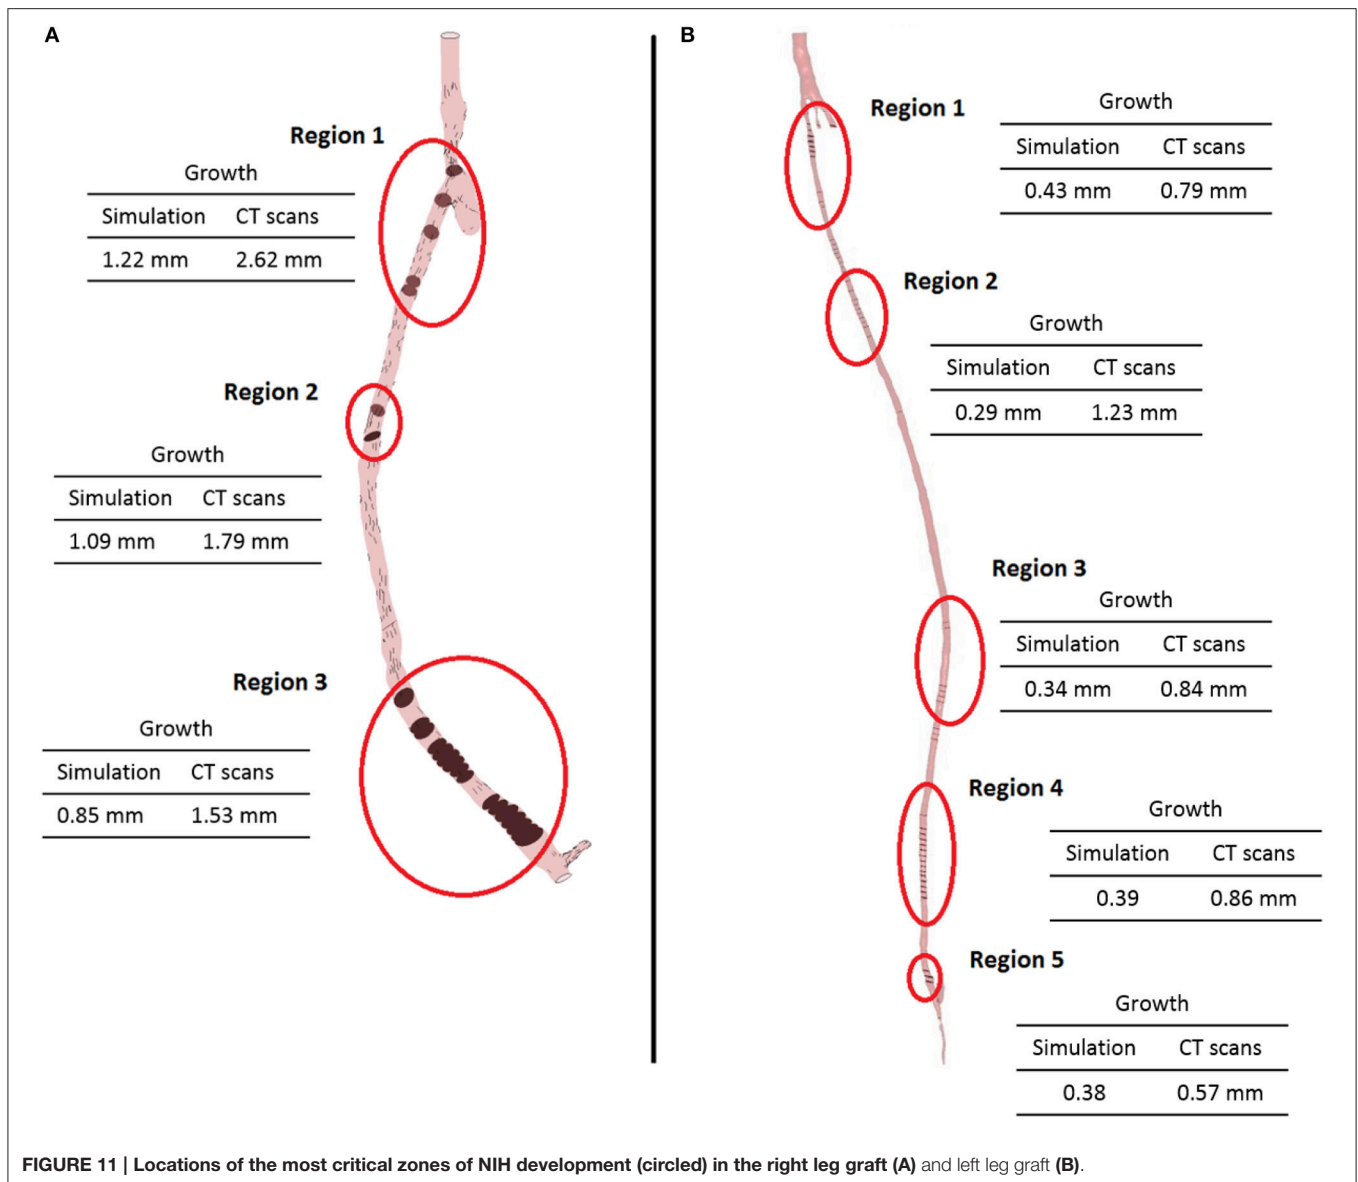 A
Region 1
Growth
Simulation CT scans
1.22 mm 2.62 mm
Region 2
Growth
Simulation CT scans
1.09 mm 1.79 mm
Region 3
Growth
Simulation CT scans
0.85 mm 1.53 mm
B
Region 1
Growth
Simulation CT scans
0.43 mm 0.79 mm
Region 2
Growth
Simulation CT scans
0.29 mm 1.23 mm
Region 3
Growth
Simulation CT scans
0.34 mm 0.84 mm
Region 4
Growth
Simulation CT scans
0.39 0.86 mm
Region 5
Growth
Simulation CT scans
0.38 0.57 mm
FIGURE 11 | Locations of the most critical zones of NIH development (circled) in the right leg graft (A) and left leg graft (B).